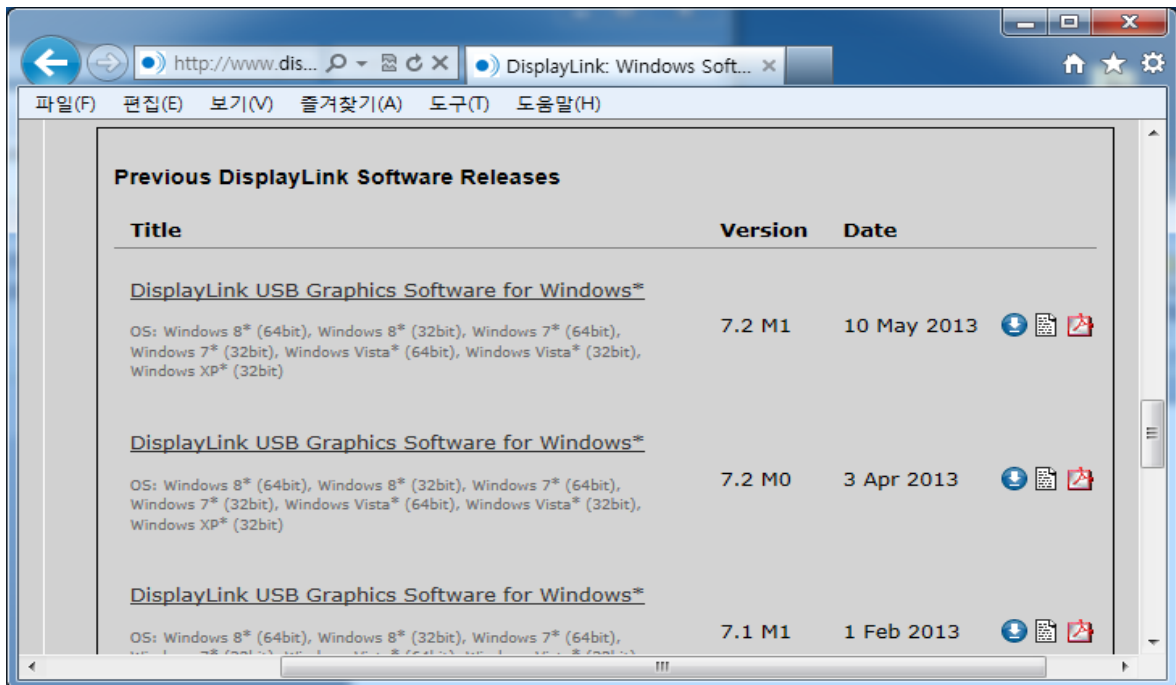 http://www.dis...
DisplayLink: Windows Soft...
파일(F) 편집(E) 보기(V) 즐겨찾기(A) 도구(T) 도움말(H)
Previous DisplayLink Software Releases
Title Version Date
DisplayLink USB Graphics Software for Windows*
OS: Windows 8* (64bit), Windows 8* (32bit), Windows 7* (64bit),
Windows 7* (32bit), Windows Vista* (64bit), Windows Vista* (32bit),
Windows XP* (32bit)
7.2 M1 10 May 2013
DisplayLink USB Graphics Software for Windows*
OS: Windows 8* (64bit), Windows 8* (32bit), Windows 7* (64bit),
Windows 7* (32bit), Windows Vista* (64bit), Windows Vista* (32bit),
Windows XP* (32bit)
7.2 M0 3 Apr 2013
DisplayLink USB Graphics Software for Windows*
OS: Windows 8* (64bit), Windows 8* (32bit), Windows 7* (64bit),
7.1 M1 1 Feb 2013